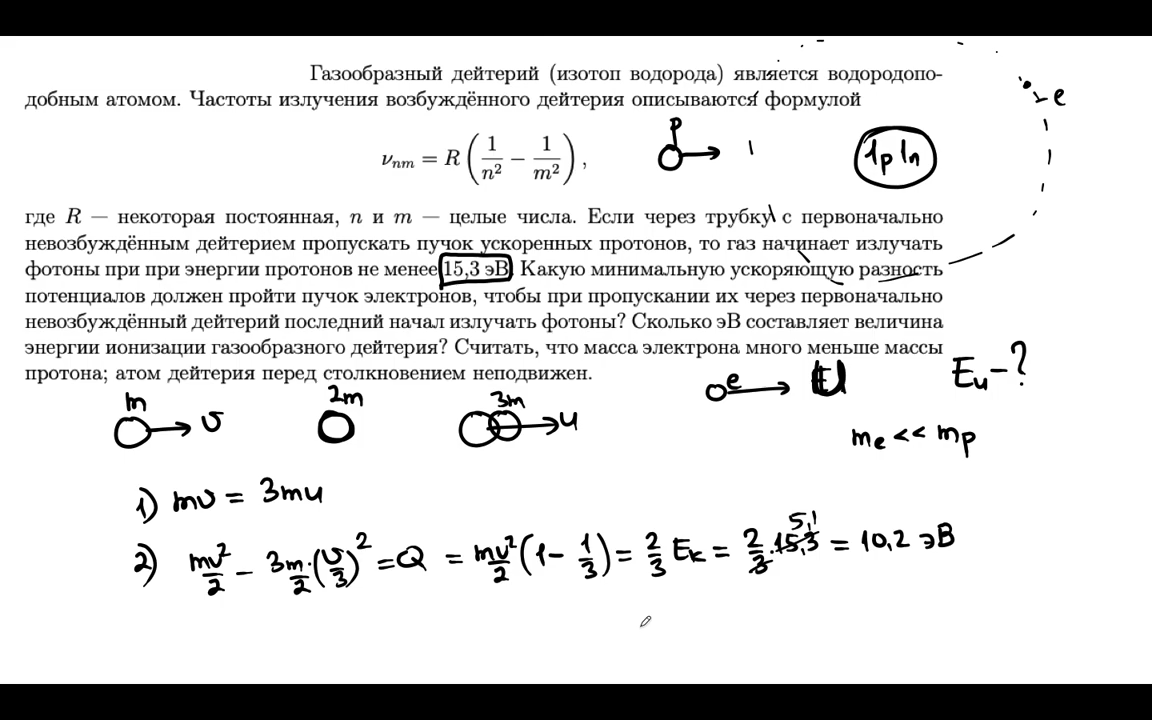 Газообразный дейтерий (изотоп водорода) является водородопо-
добным атомом. Частоты излучения возбуждённого дейтерия описываются формулой
ν_nm = R (1/n² − 1/m²),
p
1p 1n
e
где R — некоторая постоянная, n и m — целые числа. Если через трубку с первоначально
невозбуждённым дейтерием пропускать пучок ускоренных протонов, то газ начинает излучать
фотоны при при энергии протонов не менее 15,3 эВ. Какую минимальную ускоряющую разность
потенциалов должен пройти пучок электронов, чтобы при пропускании их через первоначально
невозбуждённый дейтерий последний начал излучать фотоны? Сколько эВ составляет величина
энергии ионизации газообразного дейтерия? Считать, что масса электрона много меньше массы
протона; атом дейтерия перед столкновением неподвижен.
e
Eи − ?
m υ 2m 3m u
me << mp
1) mυ = 3mu
2) mυ²/2 − 3m/2 · (υ/3)² = Q = mυ²/2 (1 − 1/3) = 2/3 Eк = 2/3 · 15,3 5,1 = 10,2 эВ